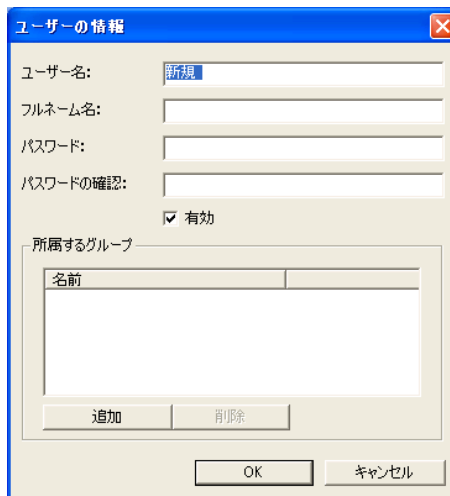 ユーザーの情報
ユーザー名:
新規
フルネーム名:
パスワード:
パスワードの確認:
有効
所属するグループ
名前
追加
削除
OK
キャンセル